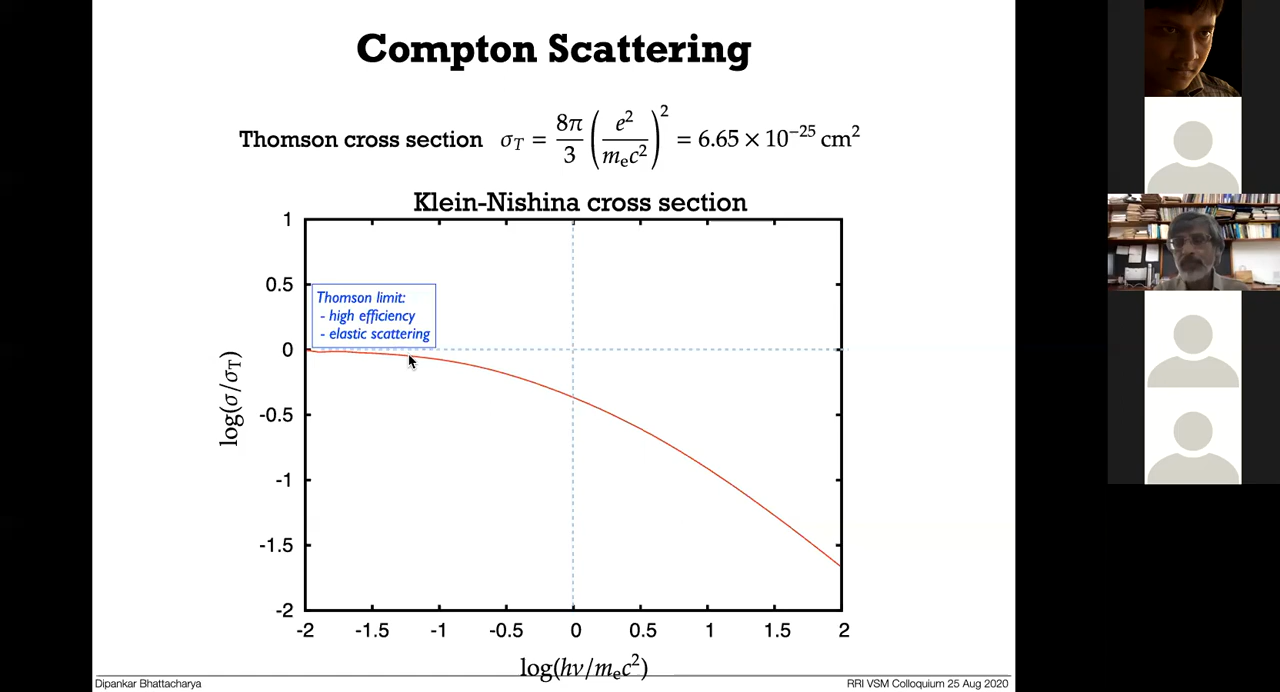 Compton Scattering
Thomson cross section σ_T = 8π/3 (e²/mₑc²)² = 6.65 × 10⁻²⁵ cm²
Klein-Nishina cross section
1
0.5
Thomson limit:
- high efficiency
- elastic scattering
0
-0.5
-1
-1.5
-2
log(σ/σ_T)
-2 -1.5 -1 -0.5 0 0.5 1 1.5 2
log(hν/mₑc²)
Dipankar Bhattacharya
RRI VSM Colloquium 25 Aug 2020